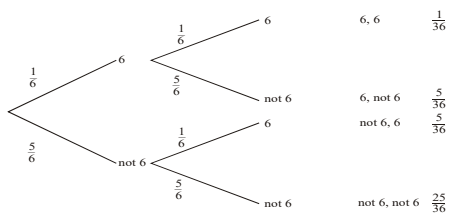 1/6 6 6, 6 1/36
1/6 6
5/6 not 6 6, not 6 5/36
1/6 6 not 6, 6 5/36
5/6 not 6
5/6 not 6 not 6, not 6 25/36